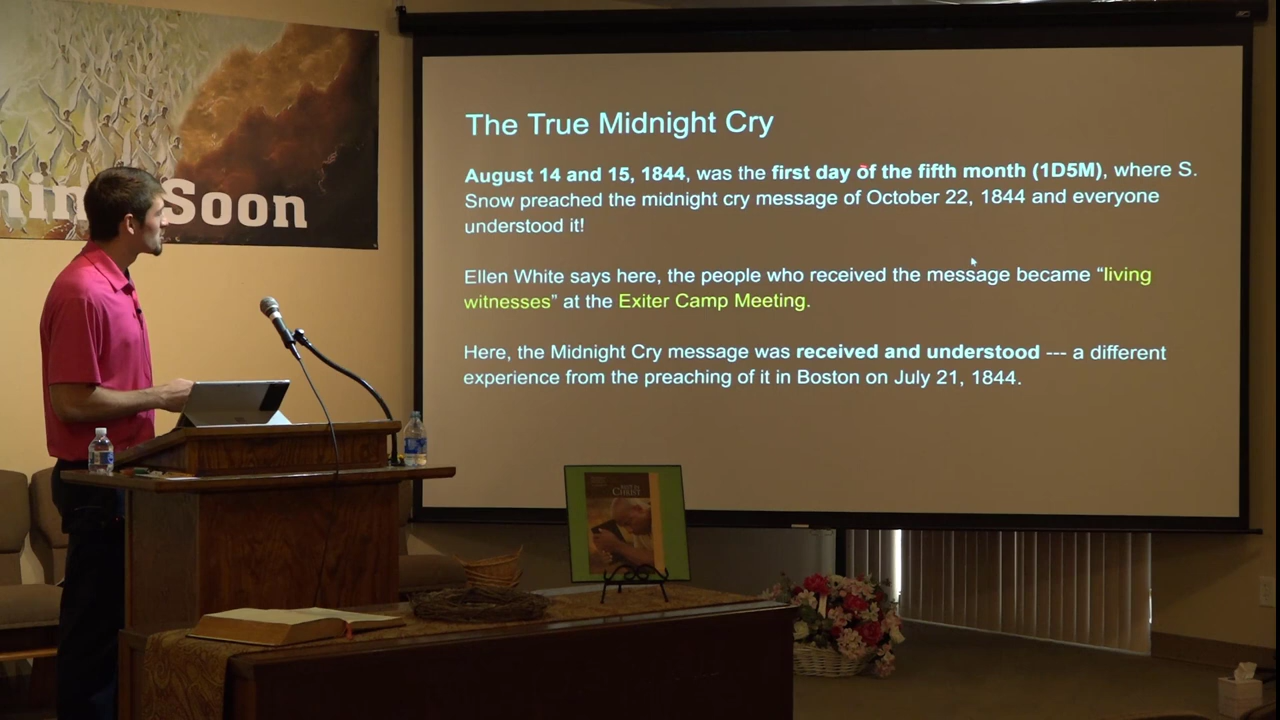 Soon
The True Midnight Cry
August 14 and 15, 1844, was the first day of the fifth month (1D5M), where S.
Snow preached the midnight cry message of October 22, 1844 and everyone
understood it!
Ellen White says here, the people who received the message became “living
witnesses” at the Exiter Camp Meeting.
Here, the Midnight Cry message was received and understood --- a different
experience from the preaching of it in Boston on July 21, 1844.
CHRIST